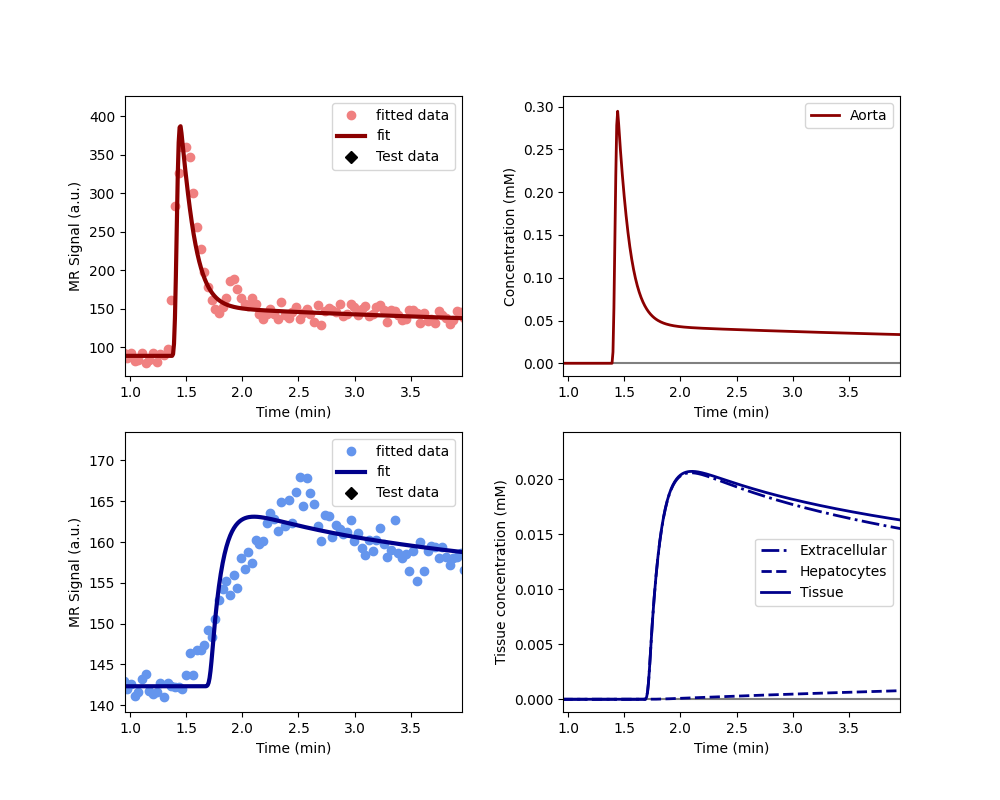 MR Signal (a.u.)
400
350
300
250
200
150
100
fitted data
fit
Test data
1.0 1.5 2.0 2.5 3.0 3.5
Time (min)
Concentration (mM)
0.30
0.25
0.20
0.15
0.10
0.05
0.00
Aorta
1.0 1.5 2.0 2.5 3.0 3.5
Time (min)
MR Signal (a.u.)
170
165
160
155
150
145
140
fitted data
fit
Test data
1.0 1.5 2.0 2.5 3.0 3.5
Time (min)
Tissue concentration (mM)
0.020
0.015
0.010
0.005
0.000
Extracellular
Hepatocytes
Tissue
1.0 1.5 2.0 2.5 3.0 3.5
Time (min)